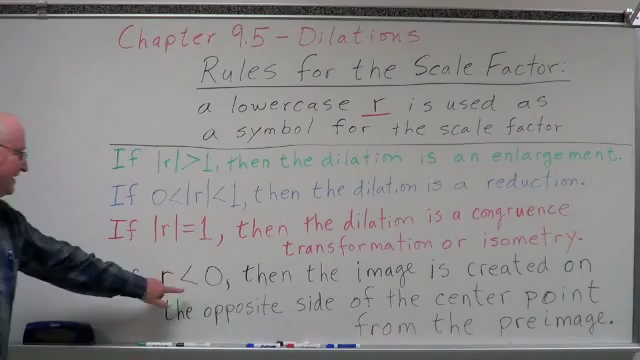 Chapter 9.5 – Dilations
Rules for the Scale Factor:
a lowercase r is used as
a symbol for the scale factor
If |r|>1, then the dilation is an enlargement.
If 0<|r|<1, then the dilation is a reduction.
If |r|=1, then the dilation is a congruence
transformation or isometry.
r<0, then the image is created on
the opposite side of the center point
from the preimage.